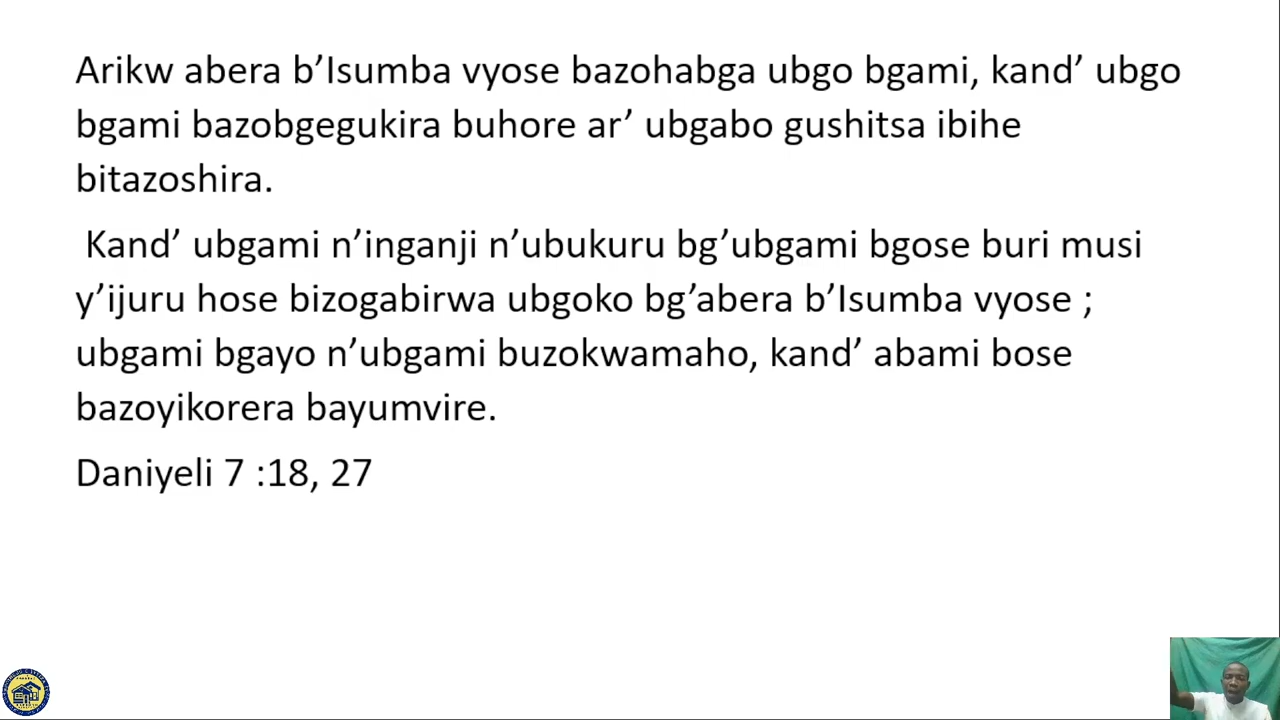 Arikw abera b’Isumba vyose bazohabga ubgo bgami, kand’ ubgo
bgami bazobgegukira buhore ar’ ubgabo gushitsa ibihe
bitazoshira.
Kand’ ubgami n’inganji n’ubukuru bg’ubgami bgose buri musi
y’ijuru hose bizogabirwa ubgoko bg’abera b’Isumba vyose ;
ubgami bgayo n’ubgami buzokwamaho, kand’ abami bose
bazoyikorera bayumvire.
Daniyeli 7 :18, 27